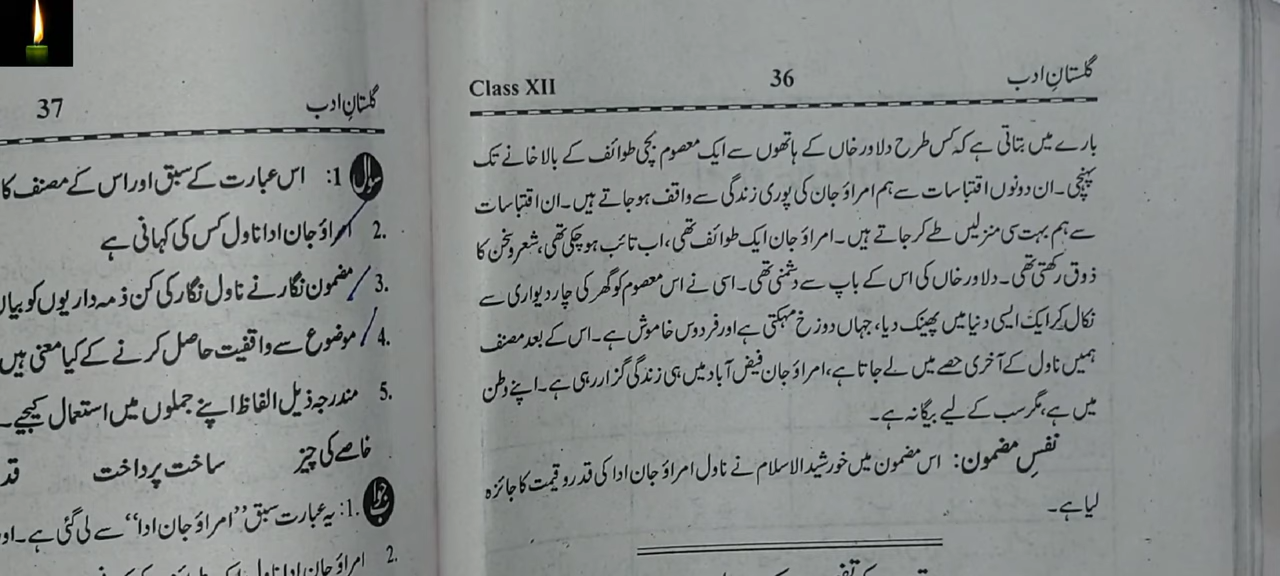 گلستانِ ادب 36 Class XII
بارے میں بتاتی ہے کہ کس طرح دلاور خاں کے ہاتھوں سے ایک معصوم بچی طوائف کے بالا خانے تک
پہنچی۔ ان دونوں اقتباسات سے ہم امراؤ جان کی پوری زندگی سے واقف ہو جاتے ہیں۔ ان اقتباسات
سے ہم بہت سی منزلیں طے کر جاتے ہیں۔ امراؤ جان ایک طوائف تھی، اب تائب ہو چکی تھی، شعر و سخن کا
ذوق رکھتی تھی۔ دلاور خاں کی اس کے باپ سے دشمنی تھی۔ اسی نے اس معصوم کو گھر کی چار دیواری سے
نکال کر ایک ایسی دنیا میں پھینک دیا، جہاں دوزخ مہکتی ہے اور فردوس خاموش ہے۔ اس کے بعد مصنف
ہمیں ناول کے آخری حصے میں لے جاتا ہے، امراؤ جان فیض آباد میں ہی زندگی گزار رہی ہے۔ اپنے وطن
میں ہے، مگر سب کے لیے بیگانہ ہے۔
نفسِ مضمون: اس مضمون میں خورشید الاسلام نے ناول امراؤ جان ادا کی قدر و قیمت کا جائزہ
لیا ہے۔
گلستانِ ادب 37
سوال 1: اس عبارت کے سبق اور اس کے مصنف کا
2. امراؤ جان ادا ناول کس کی کہانی ہے
3. مضمون نگار نے ناول نگار کی کن ذمہ داریوں کو بیان
4. موضوع سے واقفیت حاصل کرنے کے کیا معنی ہیں
5. مندرجہ ذیل الفاظ اپنے جملوں میں استعمال کیجیے۔
خاصے کی چیز ساخت پرداخت قد
جواب 1: یہ عبارت سبق ”امراؤ جان ادا“ سے لی گئی ہے۔ اور
2. امراؤ جان ادا ناول ایک